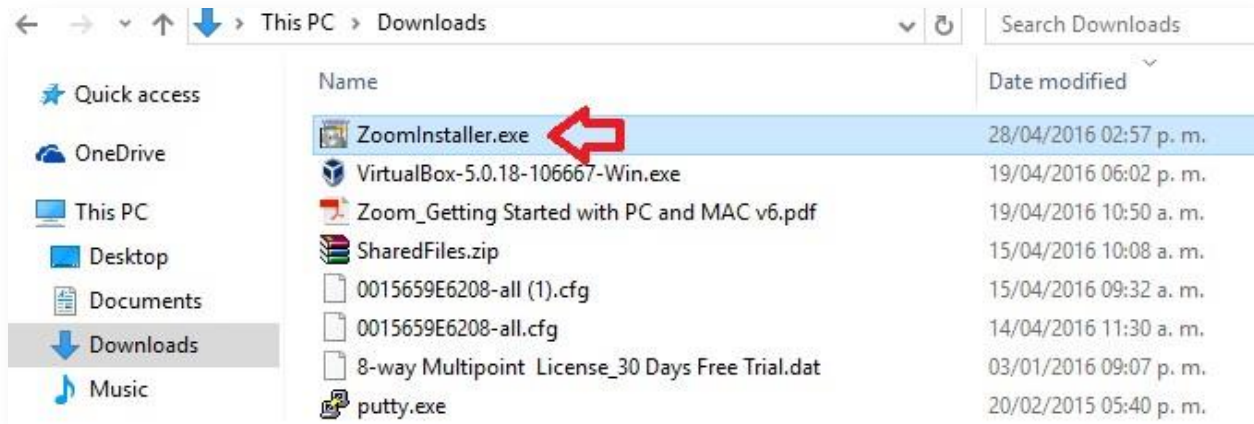 This PC > Downloads
Search Downloads
Quick access
OneDrive
This PC
Desktop
Documents
Downloads
Music
Name Date modified
ZoomInstaller.exe 28/04/2016 02:57 p. m.
VirtualBox-5.0.18-106667-Win.exe 19/04/2016 06:02 p. m.
Zoom_Getting Started with PC and MAC v6.pdf 19/04/2016 10:50 a. m.
SharedFiles.zip 15/04/2016 10:08 a. m.
0015659E6208-all (1).cfg 15/04/2016 09:32 a. m.
0015659E6208-all.cfg 14/04/2016 11:30 a. m.
8-way Multipoint  License_30 Days Free Trial.dat 03/01/2016 09:07 p. m.
putty.exe 20/02/2015 05:40 p. m.